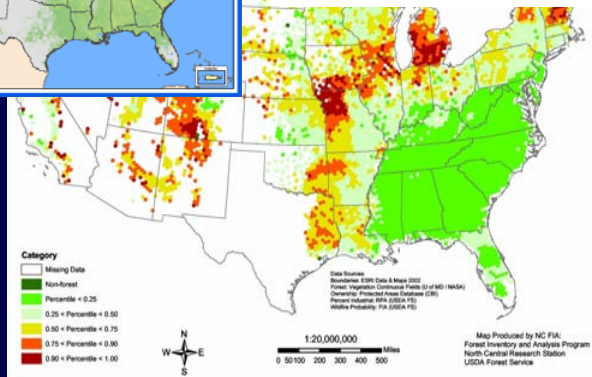 Category
Missing Data
Non-forest
Percentile < 0.25
0.25 < Percentile < 0.50
0.50 < Percentile < 0.75
0.75 < Percentile < 0.90
0.90 < Percentile < 1.00
N
W E
S
1:20,000,000
Miles
0 50 100 200 300 400 500
Data Sources:
Boundaries: ESRI Data & Maps 2002
Forest: Vegetation Continuous Fields (U of MD / NASA)
Ownership: Protected Areas Database (CBI)
Percent Industrial: RPA (USDA FS)
Wildfire Probability: FIA (USDA FS)
Map Produced by NC FIA:
Forest Inventory and Analysis Program
North Central Research Station
USDA Forest Service